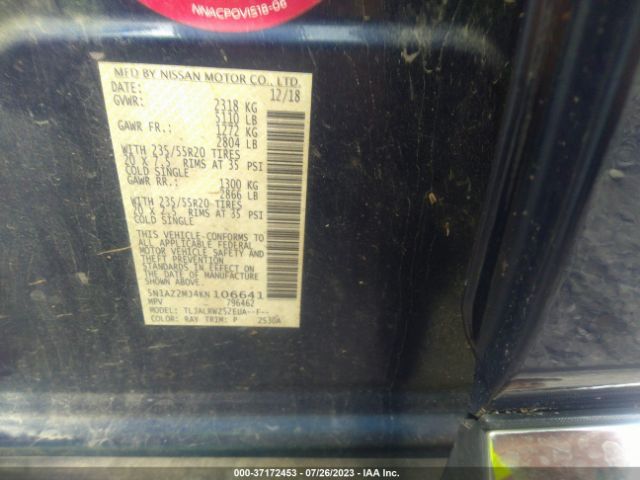 NNACPOVIS18-06
MFD BY NISSAN MOTOR CO., LTD.
DATE: 12/18
GVWR: 2318 KG
5110 LB
GAWR FR.: 1272 KG
2804 LB
WITH 235/55R20 TIRES
20 X 7.5 RIMS AT 35 PSI
COLD SINGLE
GAWR RR.: 1300 KG
2866 LB
WITH 235/55R20 TIRES
20 X 7.5 RIMS AT 35 PSI
COLD SINGLE
THIS VEHICLE CONFORMS TO
ALL APPLICABLE FEDERAL
MOTOR VEHICLE SAFETY AND
THEFT PREVENTION
STANDARDS IN EFFECT ON
THE DATE OF MANUFACTURE
SHOWN ABOVE.
5N1AZ2MJ4KN106641
MPV 796462
MODEL:
COLOR: RAY TRIM: P 2530A
000-37172453 - 07/26/2023 - IAA Inc.